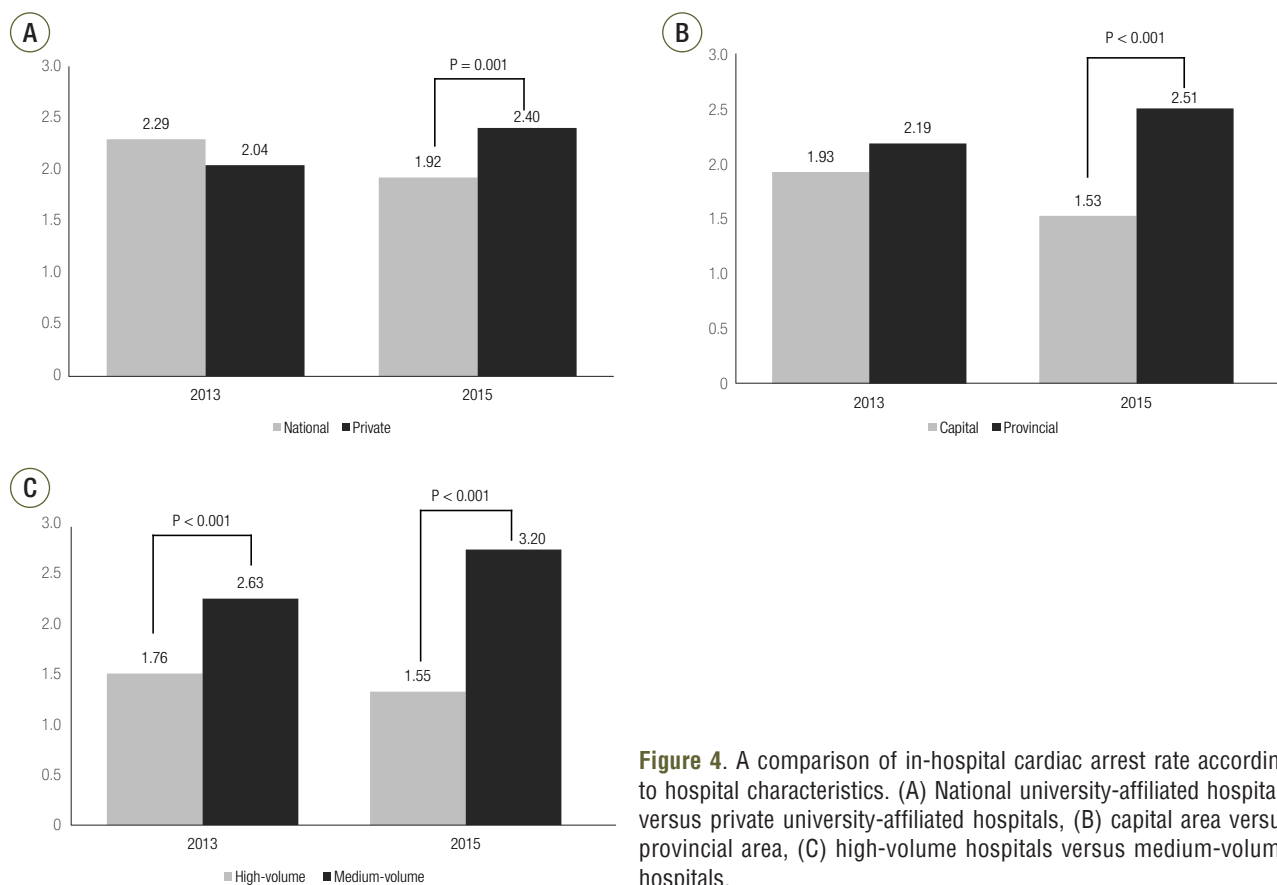 A
P = 0.001
3.0
2.5
2.0
1.5
1.0
0.5
0
2.29
2.04
1.92
2.40
2013
2015
National Private
B
P < 0.001
3.0
2.5
2.0
1.5
1.0
0.5
0
1.93
2.19
1.53
2.51
2013
2015
Capital Provincial
C
P < 0.001
P < 0.001
3.0
2.5
2.0
1.5
1.0
0.5
0
1.76
2.63
1.55
3.20
2013
2015
High-volume Medium-volume
Figure 4. A comparison of in-hospital cardiac arrest rate accordin
to hospital characteristics. (A) National university-affiliated hospital
versus private university-affiliated hospitals, (B) capital area versu
provincial area, (C) high-volume hospitals versus medium-volum
hospitals.